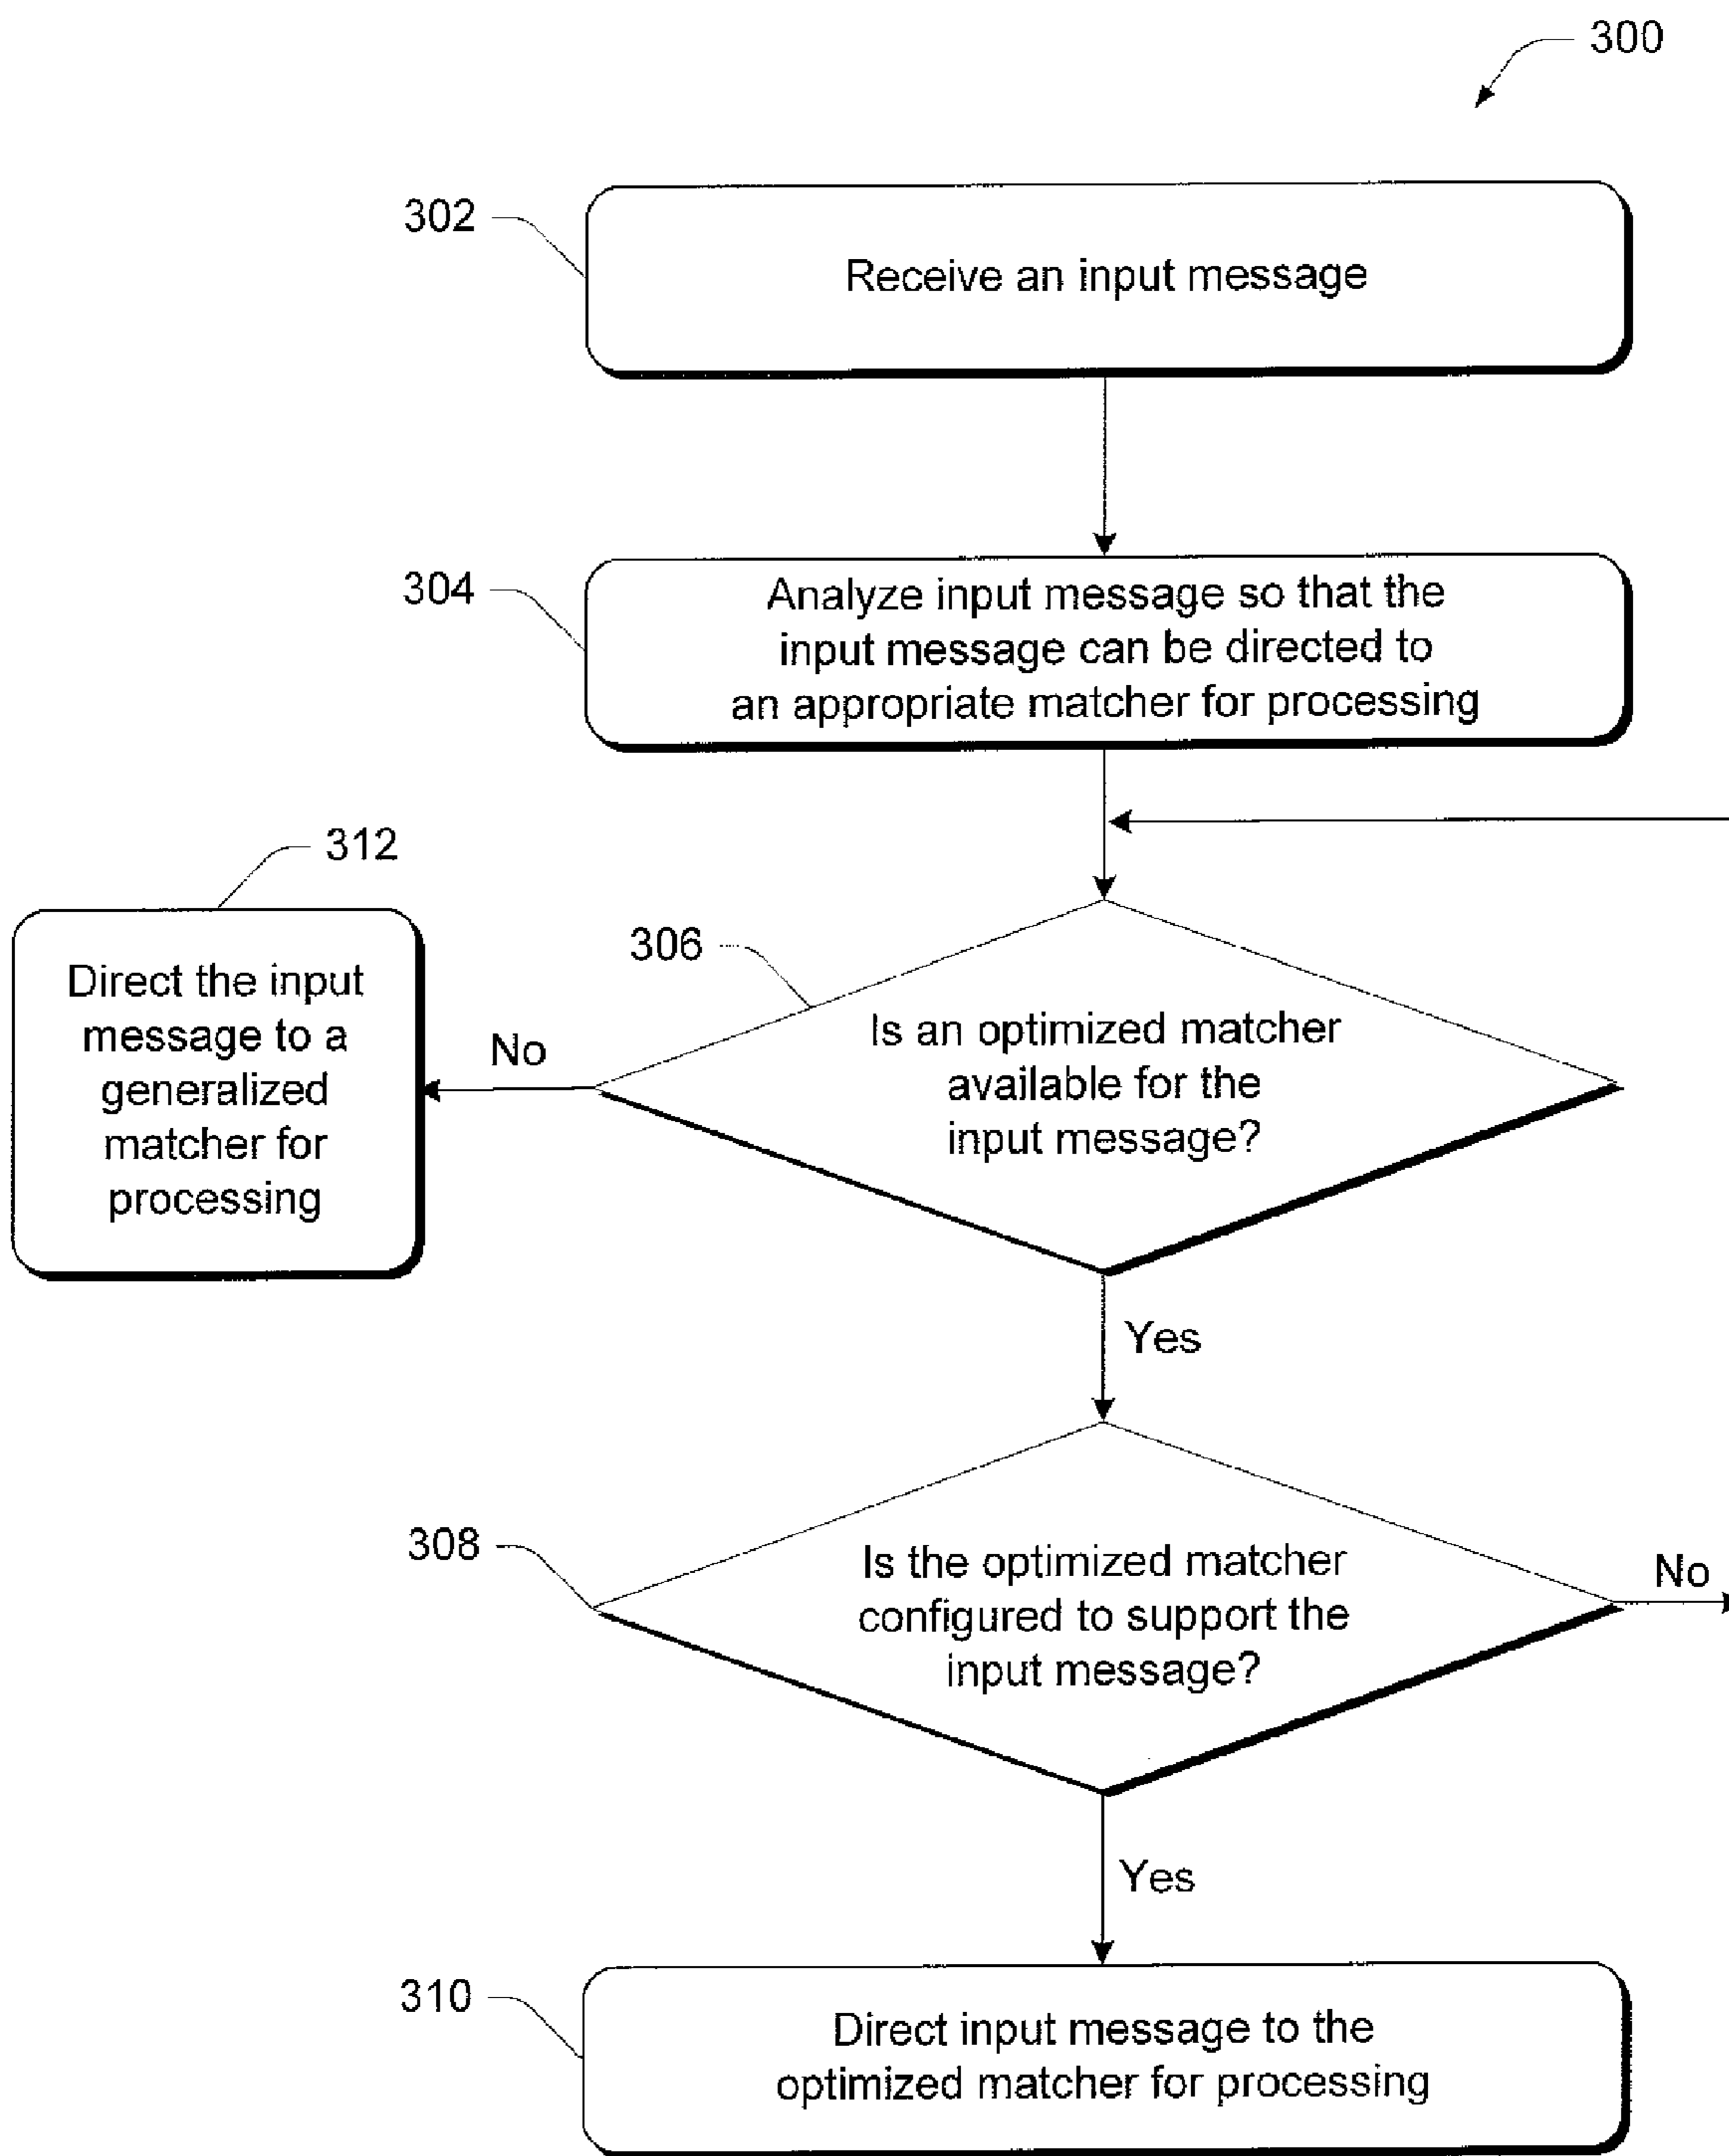 300
302
Receive an input message
304
Analyze input message so that the
input message can be directed to
an appropriate matcher for processing
312
Direct the input
message to a
generalized
matcher for
processing
No
306
Is an optimized matcher
available for the
input message?
Yes
308
Is the optimized matcher
configured to support the
input message?
No
Yes
310
Direct input message to the
optimized matcher for processing